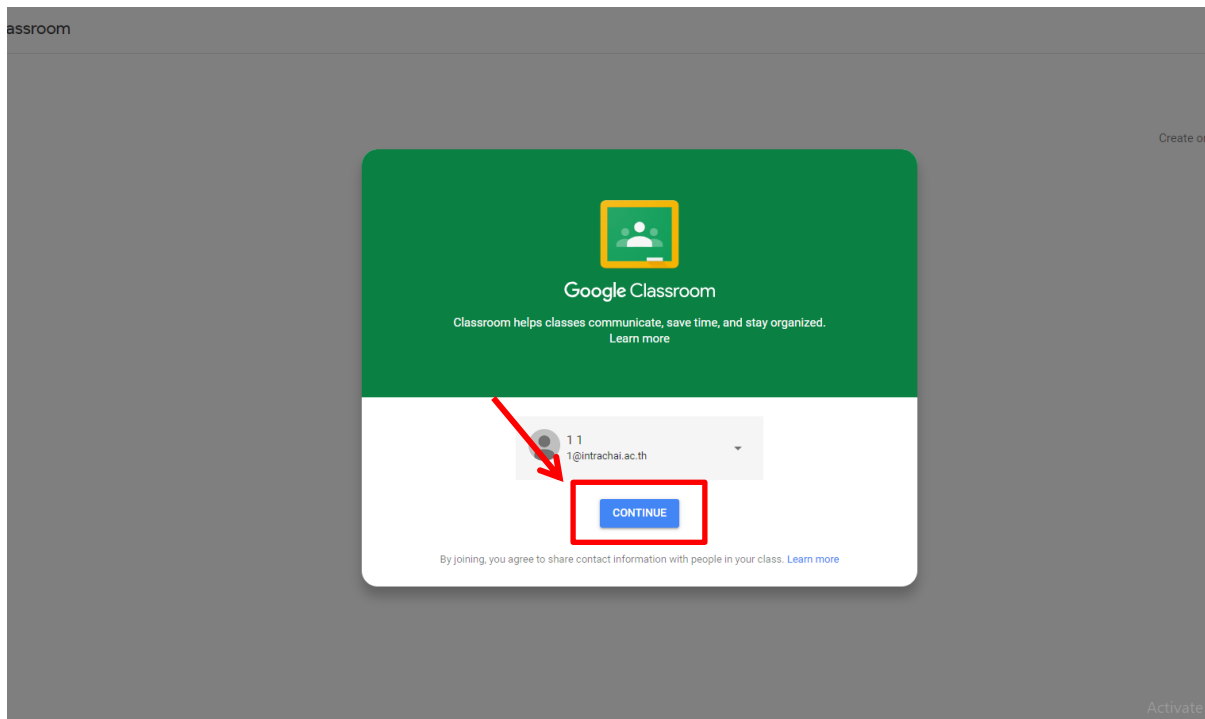 assroom
Create or
Google Classroom
Classroom helps classes communicate, save time, and stay organized.
Learn more
1 1
1@intrachai.ac.th
CONTINUE
By joining, you agree to share contact information with people in your class. Learn more
Activate